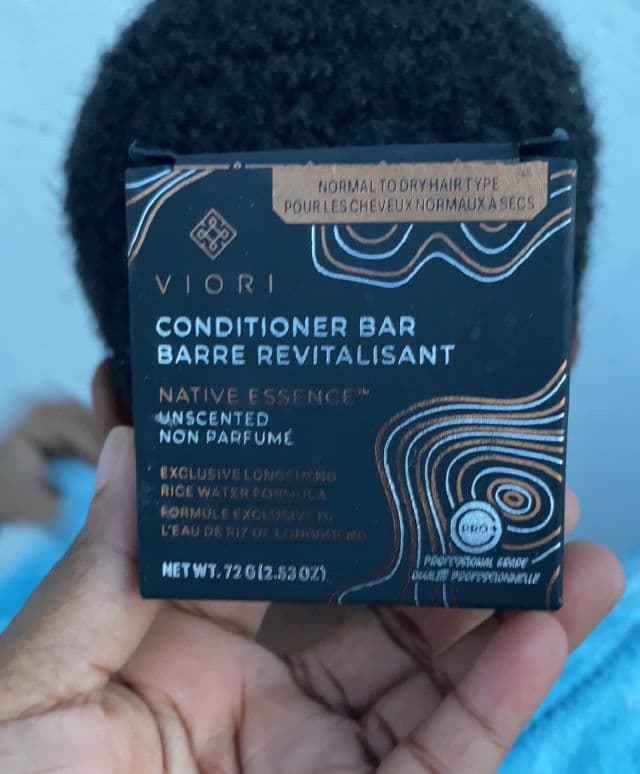 NORMAL TO DRY HAIR TYPE
POUR LES CHEVEUX NORMAUX A SECS
VIORI
CONDITIONER BAR
BARRE REVITALISANT
NATIVE ESSENCE™
UNSCENTED
NON PARFUMÉ
EXCLUSIVE LONGSHENG
RICE WATER FORMULA
FORMULE EXCLUSIVE DE
L'EAU DE RIZ DE LONGSHENG
PRO+
PROFESSIONAL GRADE
QUALITÉ PROFESSIONNELLE
NET WT. 72 G (2.53 OZ)